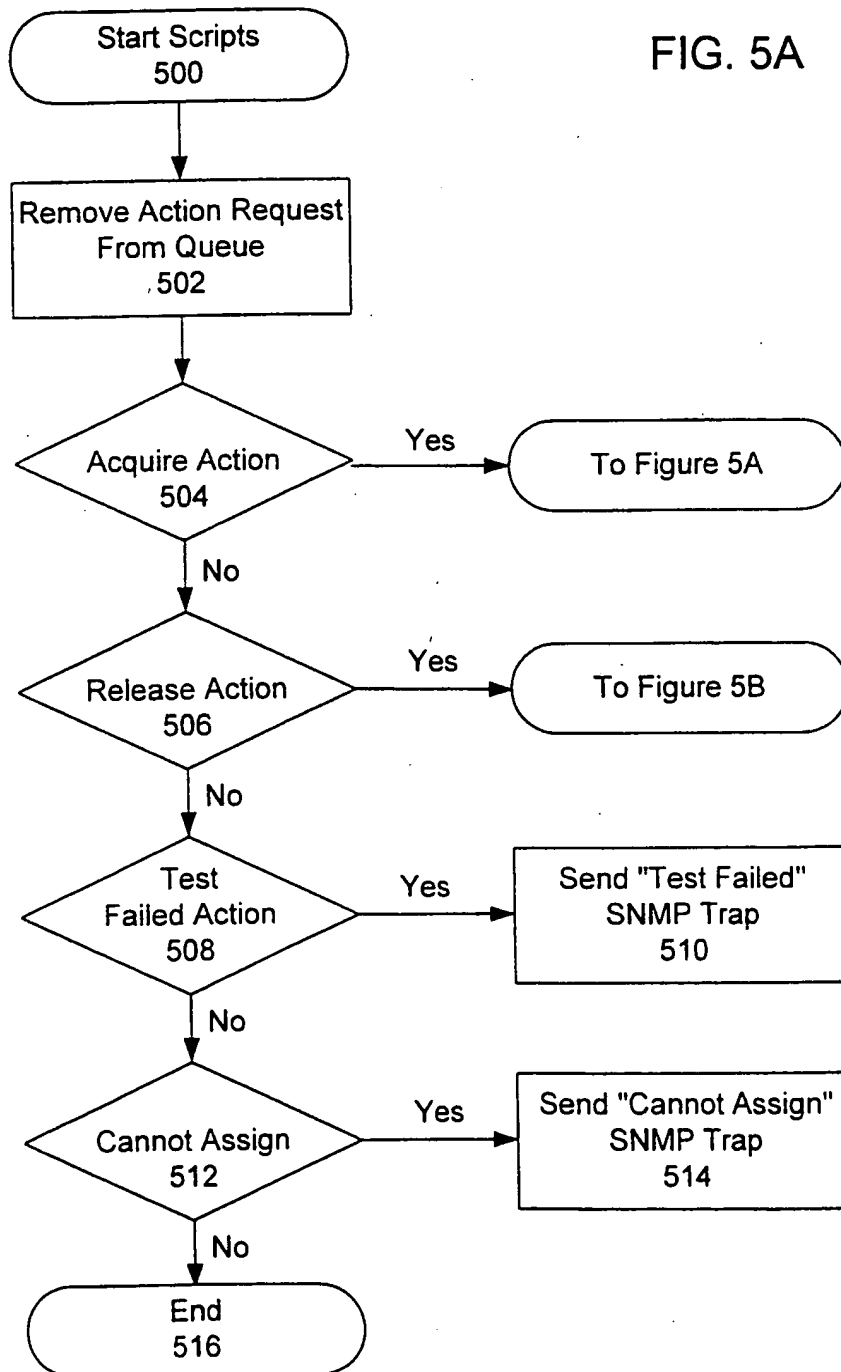 FIG. 5A
Start Scripts
500
Remove Action Request
From Queue
502
Acquire Action
504
Yes
To Figure 5A
No
Release Action
506
Yes
To Figure 5B
No
Test
Failed Action
508
Yes
Send "Test Failed"
SNMP Trap
510
No
Cannot Assign
512
Yes
Send "Cannot Assign"
SNMP Trap
514
No
End
516